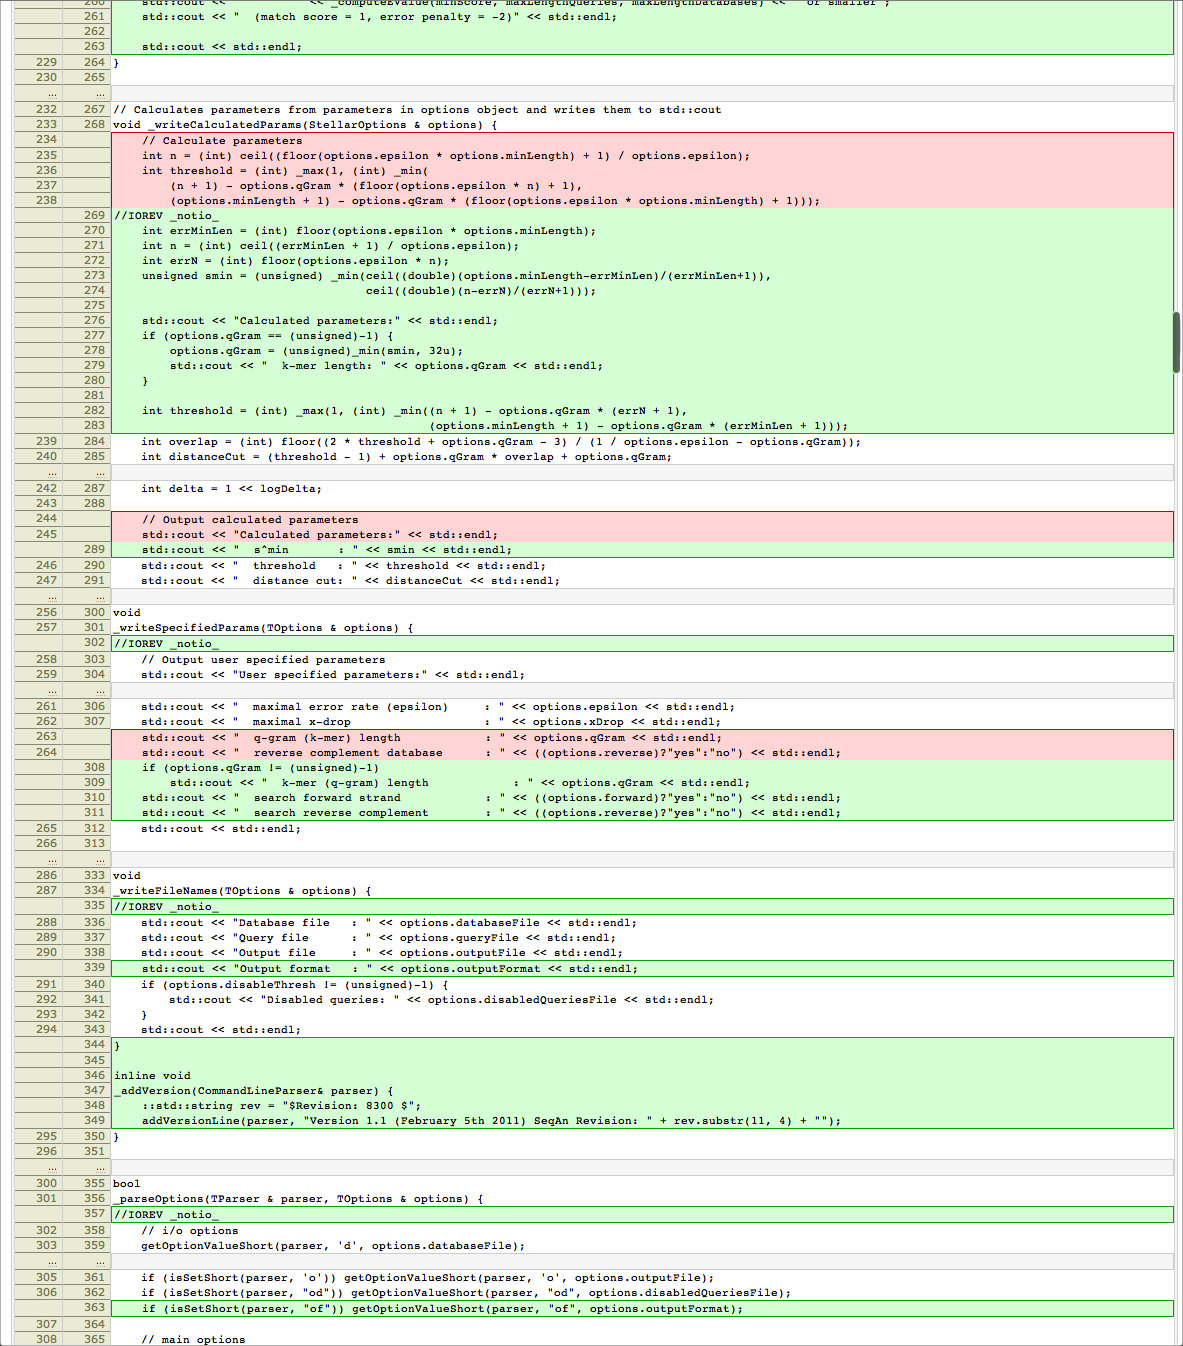 260     std::cout <<            << _computeEValue(minScore, maxLengthQueries, maxLengthDatabases) << " or smaller";
261     std::cout << "  (match score = 1, error penalty = -2)" << std::endl;
262
263     std::cout << std::endl;
229 264 }
230 265
... ...
232 267 // Calculates parameters from parameters in options object and writes them to std::cout
233 268 void _writeCalculatedParams(StellarOptions & options) {
234     // Calculate parameters
235     int n = (int) ceil((floor(options.epsilon * options.minLength) + 1) / options.epsilon);
236     int threshold = (int) _max(1, (int) _min(
237         (n + 1) - options.qGram * (floor(options.epsilon * n) + 1),
238         (options.minLength + 1) - options.qGram * (floor(options.epsilon * options.minLength) + 1)));
269 //IOREV _notio_
270     int errMinLen = (int) floor(options.epsilon * options.minLength);
271     int n = (int) ceil((errMinLen + 1) / options.epsilon);
272     int errN = (int) floor(options.epsilon * n);
273     unsigned smin = (unsigned) _min(ceil((double)(options.minLength-errMinLen)/(errMinLen+1)),
274                                     ceil((double)(n-errN)/(errN+1)));
275
276     std::cout << "Calculated parameters:" << std::endl;
277     if (options.qGram == (unsigned)-1) {
278         options.qGram = (unsigned)_min(smin, 32u);
279         std::cout << "  k-mer length: " << options.qGram << std::endl;
280     }
281
282     int threshold = (int) _max(1, (int) _min((n + 1) - options.qGram * (errN + 1),
283                                              (options.minLength + 1) - options.qGram * (errMinLen + 1)));
239 284     int overlap = (int) floor((2 * threshold + options.qGram - 3) / (1 / options.epsilon - options.qGram));
240 285     int distanceCut = (threshold - 1) + options.qGram * overlap + options.qGram;
... ...
242 287     int delta = 1 << logDelta;
243 288
244     // Output calculated parameters
245     std::cout << "Calculated parameters:" << std::endl;
289     std::cout << "  s^min       : " << smin << std::endl;
246 290     std::cout << "  threshold   : " << threshold << std::endl;
247 291     std::cout << "  distance cut: " << distanceCut << std::endl;
... ...
256 300 void
257 301 _writeSpecifiedParams(TOptions & options) {
302 //IOREV _notio_
258 303     // Output user specified parameters
259 304     std::cout << "User specified parameters:" << std::endl;
... ...
261 306     std::cout << "  maximal error rate (epsilon)     : " << options.epsilon << std::endl;
262 307     std::cout << "  maximal x-drop                   : " << options.xDrop << std::endl;
263     std::cout << "  q-gram (k-mer) length            : " << options.qGram << std::endl;
264     std::cout << "  reverse complement database      : " << ((options.reverse)?"yes":"no") << std::endl;
308     if (options.qGram != (unsigned)-1)
309         std::cout << "  k-mer (q-gram) length            : " << options.qGram << std::endl;
310     std::cout << "  search forward strand            : " << ((options.forward)?"yes":"no") << std::endl;
311     std::cout << "  search reverse complement        : " << ((options.reverse)?"yes":"no") << std::endl;
265 312     std::cout << std::endl;
266 313
... ...
286 333 void
287 334 _writeFileNames(TOptions & options) {
335 //IOREV _notio_
288 336     std::cout << "Database file   : " << options.databaseFile << std::endl;
289 337     std::cout << "Query file      : " << options.queryFile << std::endl;
290 338     std::cout << "Output file     : " << options.outputFile << std::endl;
339     std::cout << "Output format   : " << options.outputFormat << std::endl;
291 340     if (options.disableThresh != (unsigned)-1) {
292 341         std::cout << "Disabled queries: " << options.disabledQueriesFile << std::endl;
293 342     }
294 343     std::cout << std::endl;
344 }
345
346 inline void
347 _addVersion(CommandLineParser& parser) {
348     ::std::string rev = "$Revision: 8300 $";
349     addVersionLine(parser, "Version 1.1 (February 5th 2011) SeqAn Revision: " + rev.substr(11, 4) + "");
295 350 }
296 351
... ...
300 355 bool
301 356 _parseOptions(TParser & parser, TOptions & options) {
357 //IOREV _notio_
302 358     // i/o options
303 359     getOptionValueShort(parser, 'd', options.databaseFile);
... ...
305 361     if (isSetShort(parser, 'o')) getOptionValueShort(parser, 'o', options.outputFile);
306 362     if (isSetShort(parser, "od")) getOptionValueShort(parser, "od", options.disabledQueriesFile);
363     if (isSetShort(parser, "of")) getOptionValueShort(parser, "of", options.outputFormat);
307 364
308 365     // main options